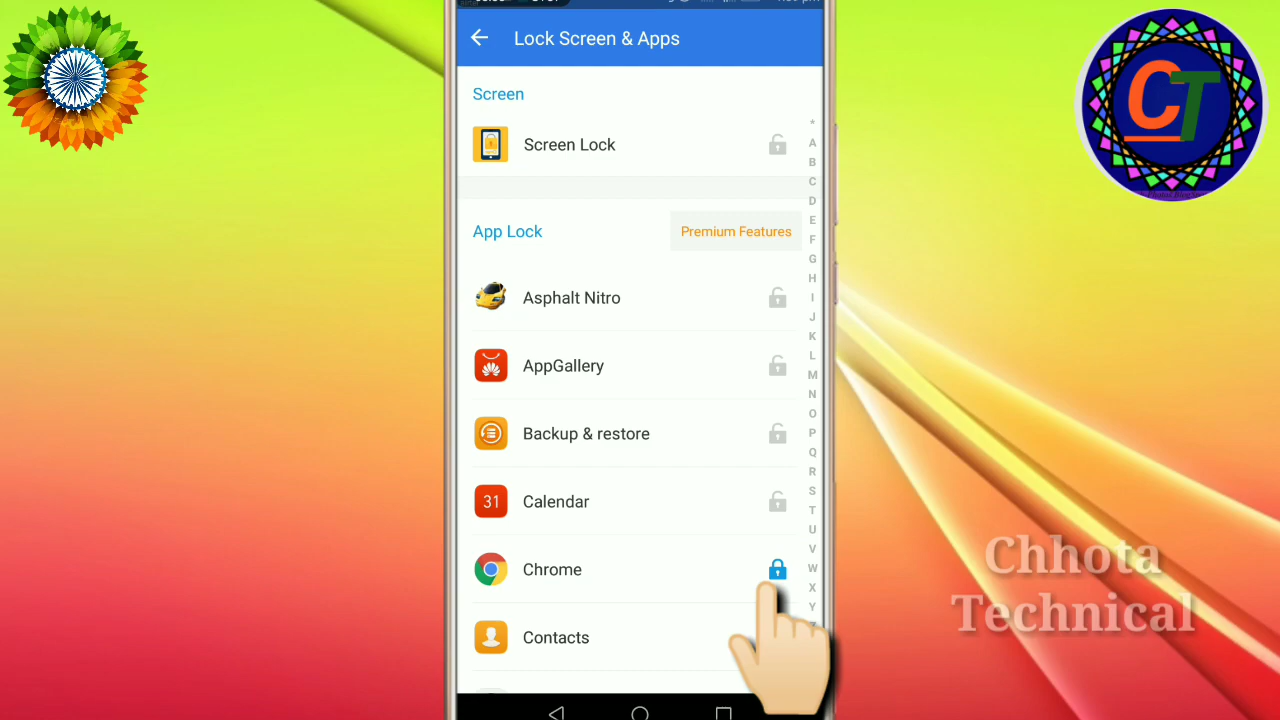 Lock Screen & Apps
Screen
Screen Lock
App Lock
Premium Features
Asphalt Nitro
AppGallery
Backup & restore
31
Calendar
Chrome
Contacts
*
A
B
C
D
E
F
G
H
I
J
K
L
M
N
O
P
Q
R
S
T
U
V
W
X
Y
CT
Chhota
Technical